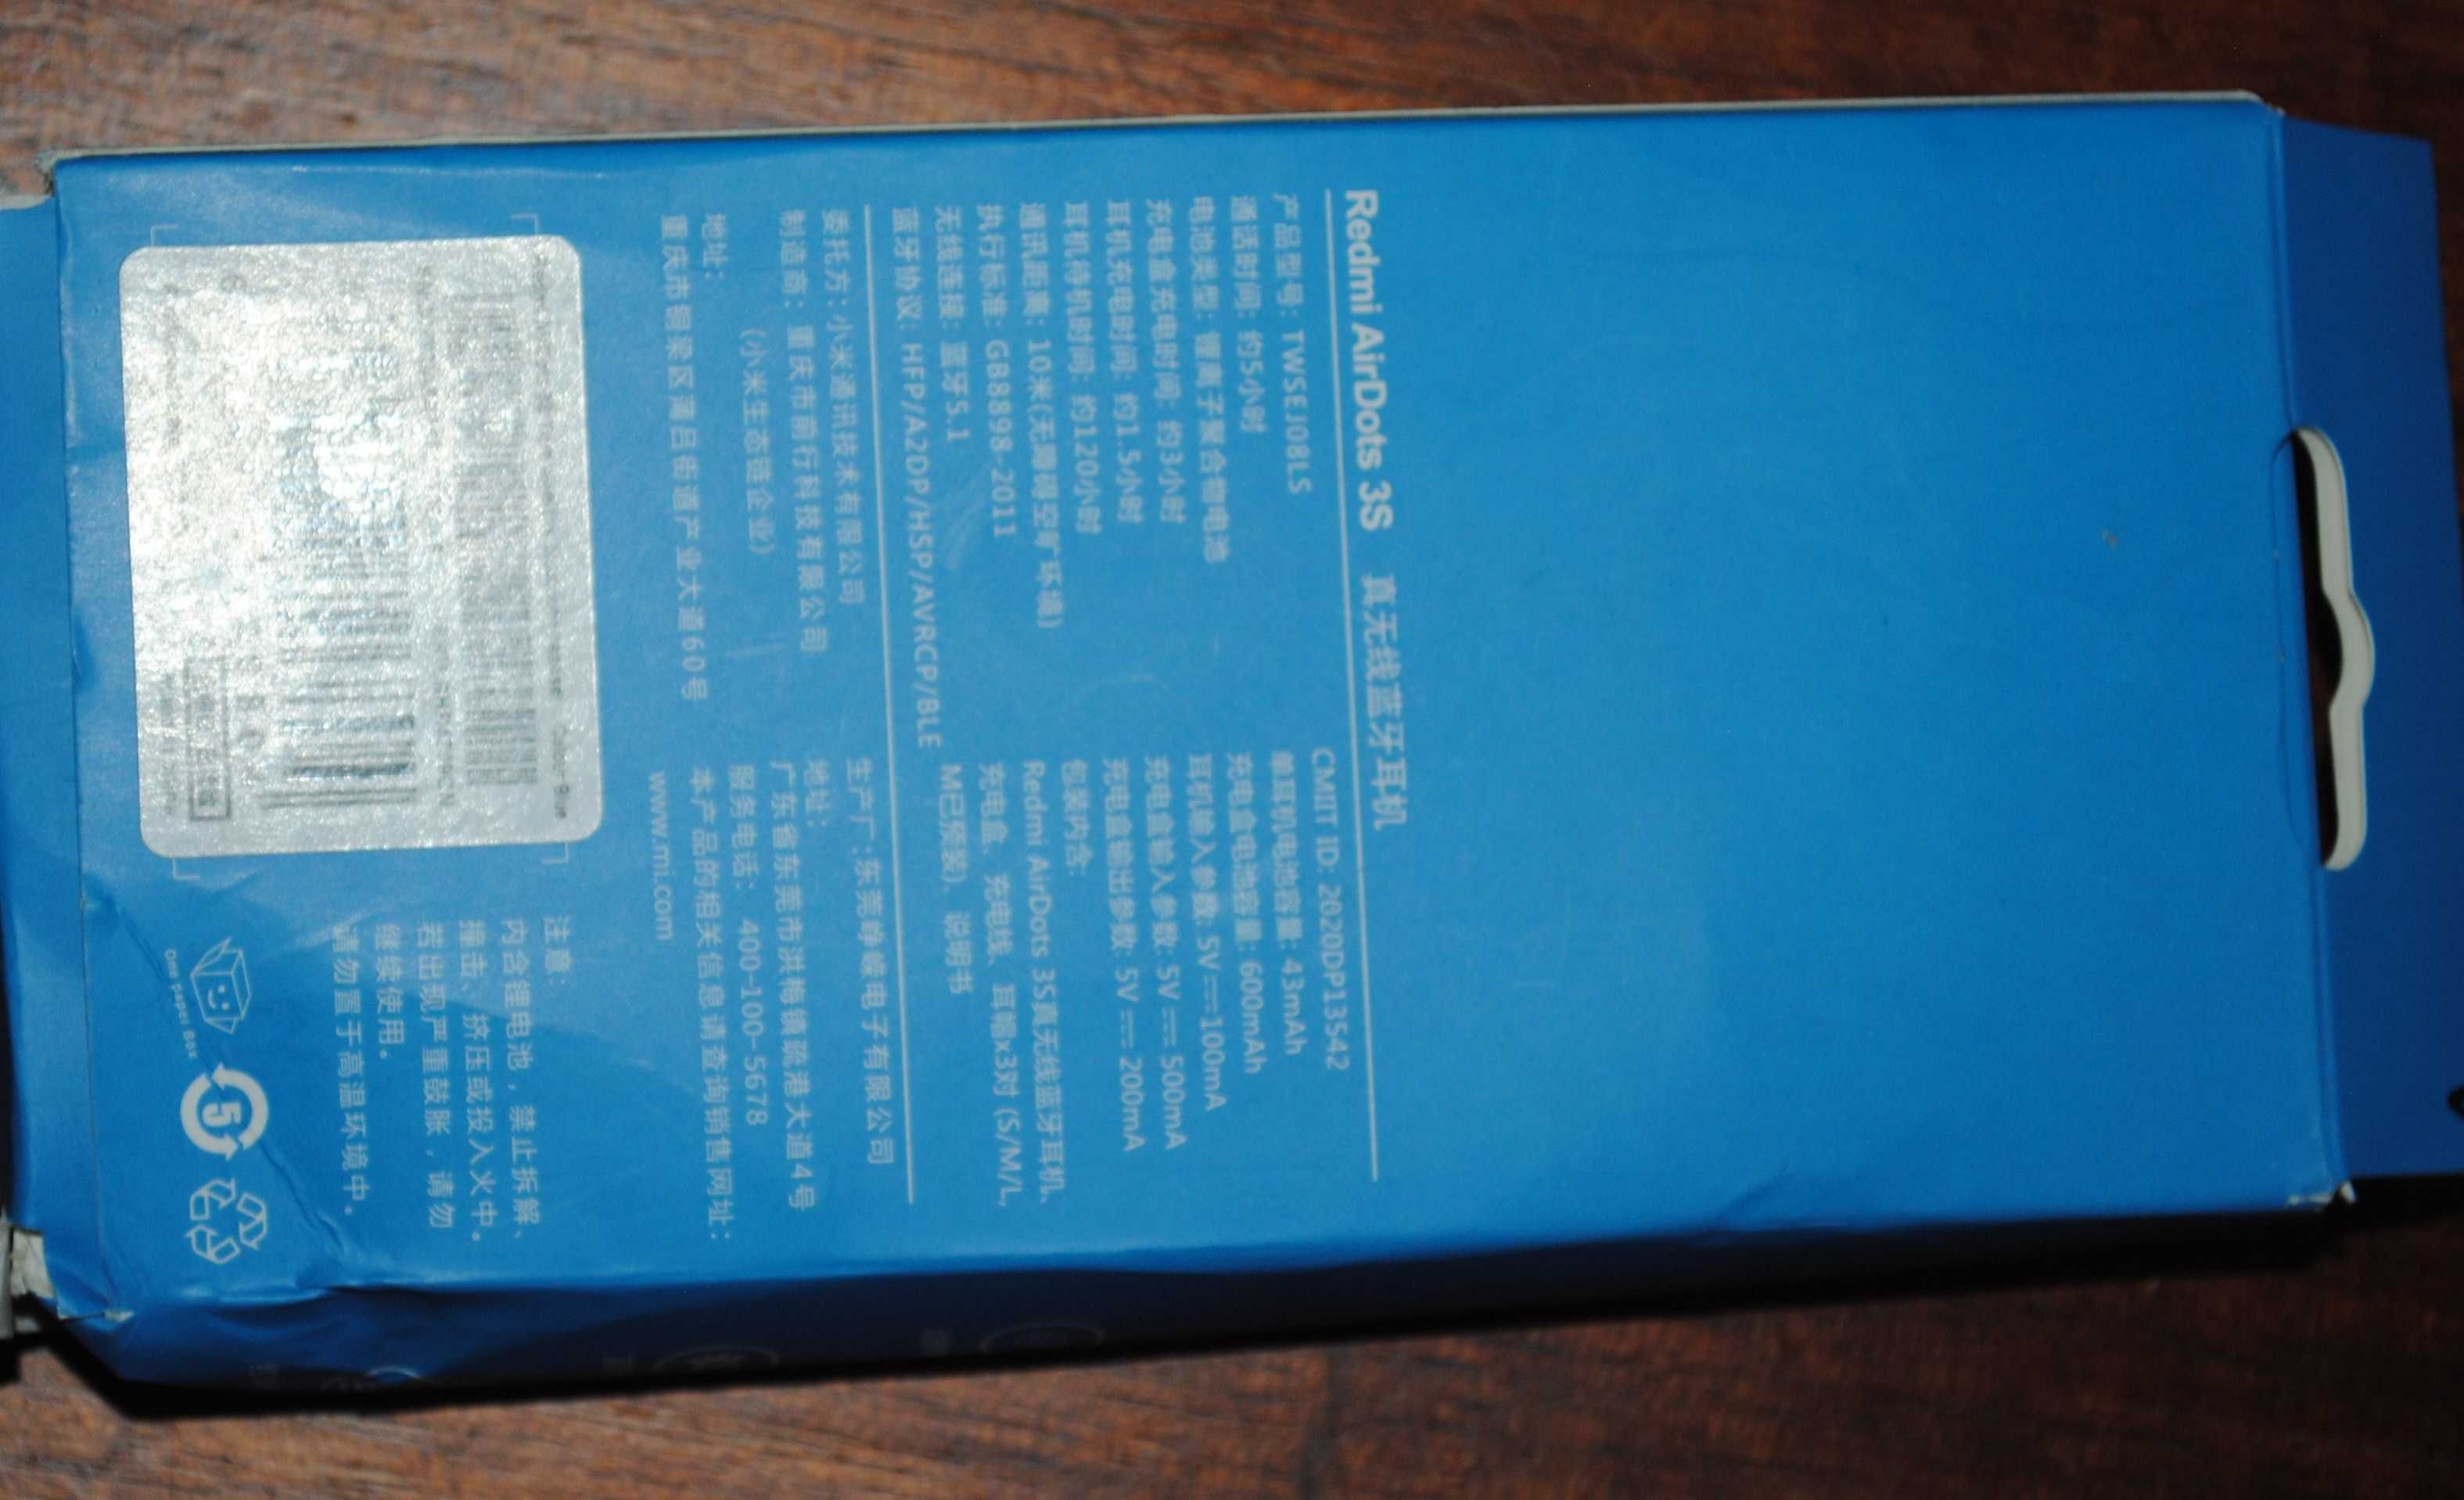 Redmi AirDots 3S 真无线蓝牙耳机
产品型号: TWSEJ08LS
通话时间: 约5小时
电池类型: 锂离子聚合物电池
充电盒充电时间: 约3小时
耳机充电时间: 约1.5小时
耳机待机时间: 约120小时
通讯距离: 10米(无障碍空旷环境)
执行标准: GB8898-2011
无线连接: 蓝牙5.1
蓝牙协议: HFP/A2DP/HSP/AVRCP/BLE
CMIIT ID: 2020DP13542
单耳机电池容量: 43mAh
充电盒电池容量: 600mAh
耳机输入参数: 5V⎓100mA
充电盒输入参数: 5V⎓500mA
充电盒输出参数: 5V⎓200mA
包装内含:
Redmi AirDots 3S真无线蓝牙耳机、
充电盒、充电线、耳帽x3对 (S/M/L,
M已预装)、说明书
委托方: 小米通讯技术有限公司
制造商: 重庆市前行科技有限公司
(小米生态链企业)
地址:
重庆市铜梁区蒲吕街道产业大道60号
生产厂: 东莞峥嵘电子有限公司
地址:
广东省东莞市洪梅镇疏港大道4号
服务电话: 400-100-5678
本产品的相关信息请查询销售网址:
www.mi.com
注意:
内含锂电池，禁止拆解、
撞击、挤压或投入火中。
若出现严重鼓胀，请勿
继续使用。
请勿置于高温环境中。
One Paper Box
5